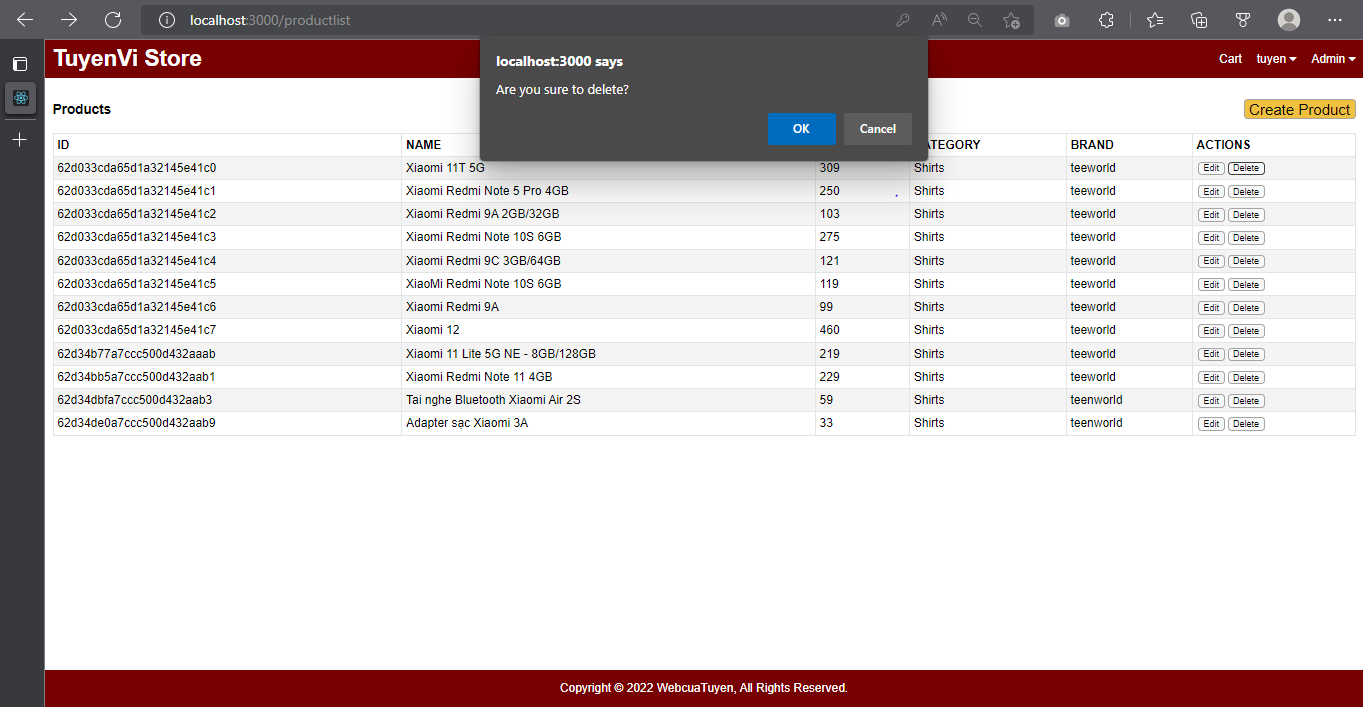 localhost:3000/productlist
TuyenVi Store
Cart tuyen Admin
localhost:3000 says
Are you sure to delete?
OK Cancel
Products
Create Product
ID NAME ATEGORY BRAND ACTIONS
62d033cda65d1a32145e41c0 Xiaomi 11T 5G 309 Shirts teeworld Edit Delete
62d033cda65d1a32145e41c1 Xiaomi Redmi Note 5 Pro 4GB 250 Shirts teeworld Edit Delete
62d033cda65d1a32145e41c2 Xiaomi Redmi 9A 2GB/32GB 103 Shirts teeworld Edit Delete
62d033cda65d1a32145e41c3 Xiaomi Redmi Note 10S 6GB 275 Shirts teeworld Edit Delete
62d033cda65d1a32145e41c4 Xiaomi Redmi 9C 3GB/64GB 121 Shirts teeworld Edit Delete
62d033cda65d1a32145e41c5 XiaoMi Redmi Note 10S 6GB 119 Shirts teeworld Edit Delete
62d033cda65d1a32145e41c6 Xiaomi Redmi 9A 99 Shirts teeworld Edit Delete
62d033cda65d1a32145e41c7 Xiaomi 12 460 Shirts teeworld Edit Delete
62d34b77a7ccc500d432aaab Xiaomi 11 Lite 5G NE - 8GB/128GB 219 Shirts teeworld Edit Delete
62d34bb5a7ccc500d432aab1 Xiaomi Redmi Note 11 4GB 229 Shirts teeworld Edit Delete
62d34dbfa7ccc500d432aab3 Tai nghe Bluetooth Xiaomi Air 2S 59 Shirts teenworld Edit Delete
62d34de0a7ccc500d432aab9 Adapter sạc Xiaomi 3A 33 Shirts teenworld Edit Delete
Copyright © 2022 WebcuaTuyen, All Rights Reserved.